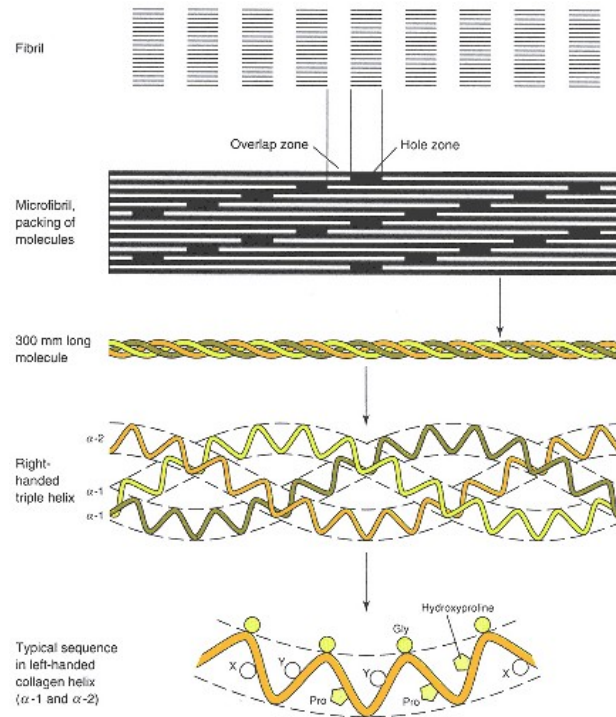 Fibril
Overlap zone
Hole zone
Microfibril,
packing of
molecules
300 mm long
molecule
α-2
Right-
handed
triple helix
α-1
α-1
Hydroxyproline
Gly
Typical sequence
in left-handed
collagen helix
(α-1 and α-2)
X
Y
Y
X
Pro
Pro